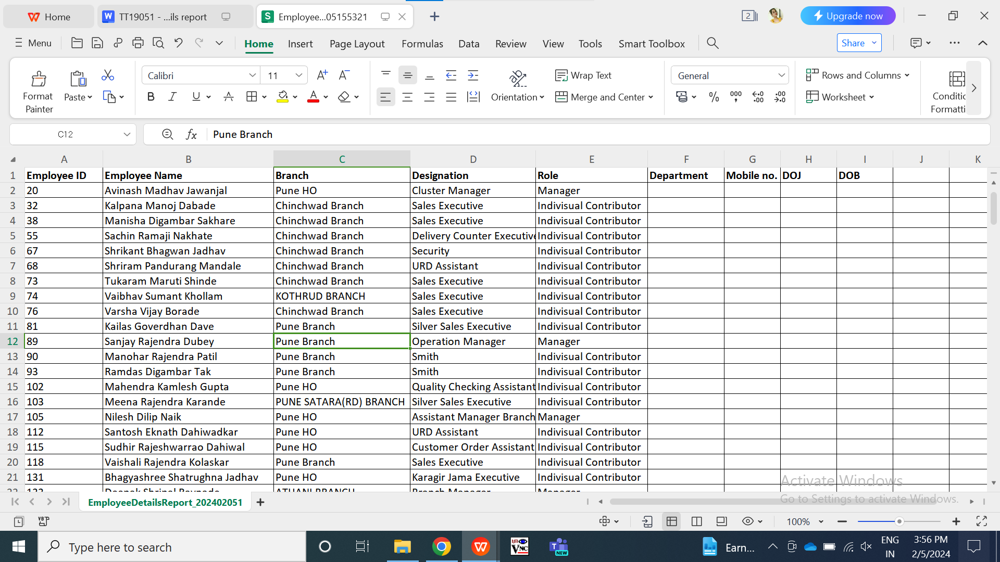 Home
TT19051 - ...ils report
Employee...05155321
Upgrade now
Menu
Home Insert Page Layout Formulas Data Review View Tools Smart Toolbox
Share
Format Painter
Paste
Calibri 11
Orientation
Wrap Text
Merge and Center
General
Rows and Columns
Worksheet
Conditic
Formatti
C12 fx Pune Branch
A B C D E F G H I J K
1 Employee ID Employee Name Branch Designation Role Department Mobile no. DOJ DOB
2 20 Avinash Madhav Jawanjal Pune HO Cluster Manager Manager
3 32 Kalpana Manoj Dabade Chinchwad Branch Sales Executive Indivisual Contributor
4 38 Manisha Digambar Sakhare Chinchwad Branch Sales Executive Indivisual Contributor
5 55 Sachin Ramaji Nakhate Chinchwad Branch Delivery Counter Executive Indivisual Contributor
6 67 Shrikant Bhagwan Jadhav Chinchwad Branch Security Indivisual Contributor
7 68 Shriram Pandurang Mandale Chinchwad Branch URD Assistant Indivisual Contributor
8 73 Tukaram Maruti Shinde Chinchwad Branch Sales Executive Indivisual Contributor
9 74 Vaibhav Sumant Khollam KOTHRUD BRANCH Sales Executive Indivisual Contributor
10 76 Varsha Vijay Borade Chinchwad Branch Sales Executive Indivisual Contributor
11 81 Kailas Goverdhan Dave Pune Branch Silver Sales Executive Indivisual Contributor
12 89 Sanjay Rajendra Dubey Pune Branch Operation Manager Manager
13 90 Manohar Rajendra Patil Pune Branch Smith Indivisual Contributor
14 93 Ramdas Digambar Tak Pune Branch Smith Indivisual Contributor
15 102 Mahendra Kamlesh Gupta Pune HO Quality Checking Assistant Indivisual Contributor
16 103 Meena Rajendra Karande PUNE SATARA(RD) BRANCH Silver Sales Executive Indivisual Contributor
17 105 Nilesh Dilip Naik Pune HO Assistant Manager Branch Manager
18 112 Santosh Eknath Dahiwadkar Pune HO URD Assistant Indivisual Contributor
19 115 Sudhir Rajeshwarrao Dahiwal Pune HO Customer Order Assistant Indivisual Contributor
20 118 Vaishali Rajendra Kolaskar Pune Branch Sales Executive Indivisual Contributor
21 131 Bhagyashree Shatrughna Jadhav Pune HO Karagir Jama Executive Indivisual Contributor
Activate Windows
Go to Settings to activate Windows.
EmployeeDetailsReport_202402051
100%
Type here to search
VNC
NEW
Earn...
ENG
IN
3:56 PM
2/5/2024